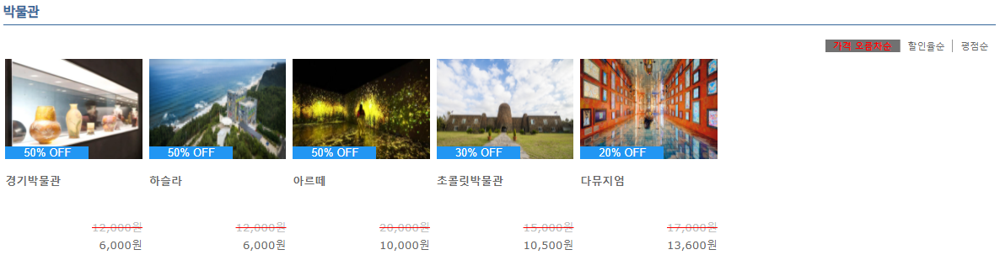 박물관
가격 오름차순 할인율순 평점순
50% OFF 50% OFF 50% OFF 30% OFF 20% OFF
경기박물관 하슬라 아르떼 초콜릿박물관 다뮤지엄
12,000원 12,000원 20,000원 15,000원 17,000원
6,000원 6,000원 10,000원 10,500원 13,600원